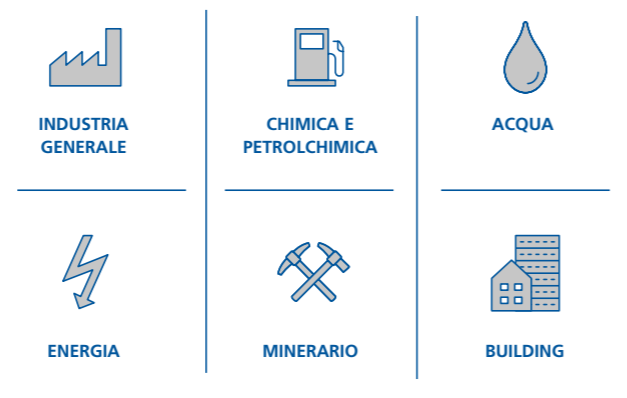 INDUSTRIA
GENERALE
CHIMICA E
PETROLCHIMICA
ACQUA
ENERGIA
MINERARIO
BUILDING